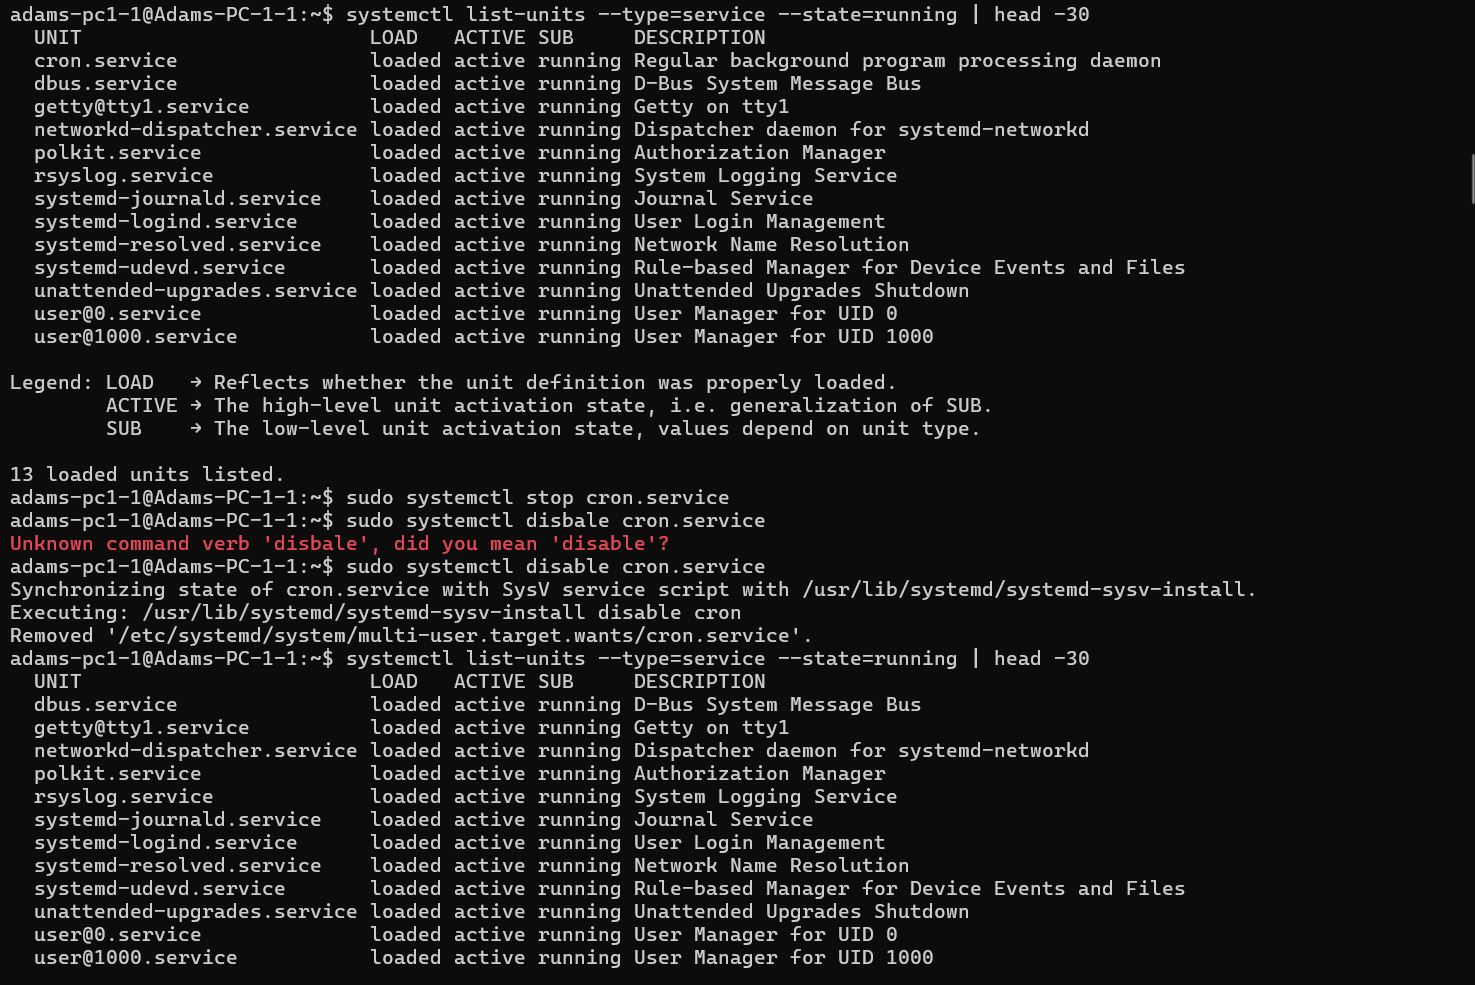 adams-pc1-1@Adams-PC-1-1:~$ systemctl list-units --type=service --state=running | head -30
  UNIT                        LOAD   ACTIVE SUB     DESCRIPTION
  cron.service                loaded active running Regular background program processing daemon
  dbus.service                loaded active running D-Bus System Message Bus
  getty@tty1.service          loaded active running Getty on tty1
  networkd-dispatcher.service loaded active running Dispatcher daemon for systemd-networkd
  polkit.service              loaded active running Authorization Manager
  rsyslog.service             loaded active running System Logging Service
  systemd-journald.service    loaded active running Journal Service
  systemd-logind.service      loaded active running User Login Management
  systemd-resolved.service    loaded active running Network Name Resolution
  systemd-udevd.service       loaded active running Rule-based Manager for Device Events and Files
  unattended-upgrades.service loaded active running Unattended Upgrades Shutdown
  user@0.service              loaded active running User Manager for UID 0
  user@1000.service           loaded active running User Manager for UID 1000

Legend: LOAD   → Reflects whether the unit definition was properly loaded.
        ACTIVE → The high-level unit activation state, i.e. generalization of SUB.
        SUB    → The low-level unit activation state, values depend on unit type.

13 loaded units listed.
adams-pc1-1@Adams-PC-1-1:~$ sudo systemctl stop cron.service
adams-pc1-1@Adams-PC-1-1:~$ sudo systemctl disbale cron.service
Unknown command verb 'disbale', did you mean 'disable'?
adams-pc1-1@Adams-PC-1-1:~$ sudo systemctl disable cron.service
Synchronizing state of cron.service with SysV service script with /usr/lib/systemd/systemd-sysv-install.
Executing: /usr/lib/systemd/systemd-sysv-install disable cron
Removed '/etc/systemd/system/multi-user.target.wants/cron.service'.
adams-pc1-1@Adams-PC-1-1:~$ systemctl list-units --type=service --state=running | head -30
  UNIT                        LOAD   ACTIVE SUB     DESCRIPTION
  dbus.service                loaded active running D-Bus System Message Bus
  getty@tty1.service          loaded active running Getty on tty1
  networkd-dispatcher.service loaded active running Dispatcher daemon for systemd-networkd
  polkit.service              loaded active running Authorization Manager
  rsyslog.service             loaded active running System Logging Service
  systemd-journald.service    loaded active running Journal Service
  systemd-logind.service      loaded active running User Login Management
  systemd-resolved.service    loaded active running Network Name Resolution
  systemd-udevd.service       loaded active running Rule-based Manager for Device Events and Files
  unattended-upgrades.service loaded active running Unattended Upgrades Shutdown
  user@0.service              loaded active running User Manager for UID 0
  user@1000.service           loaded active running User Manager for UID 1000